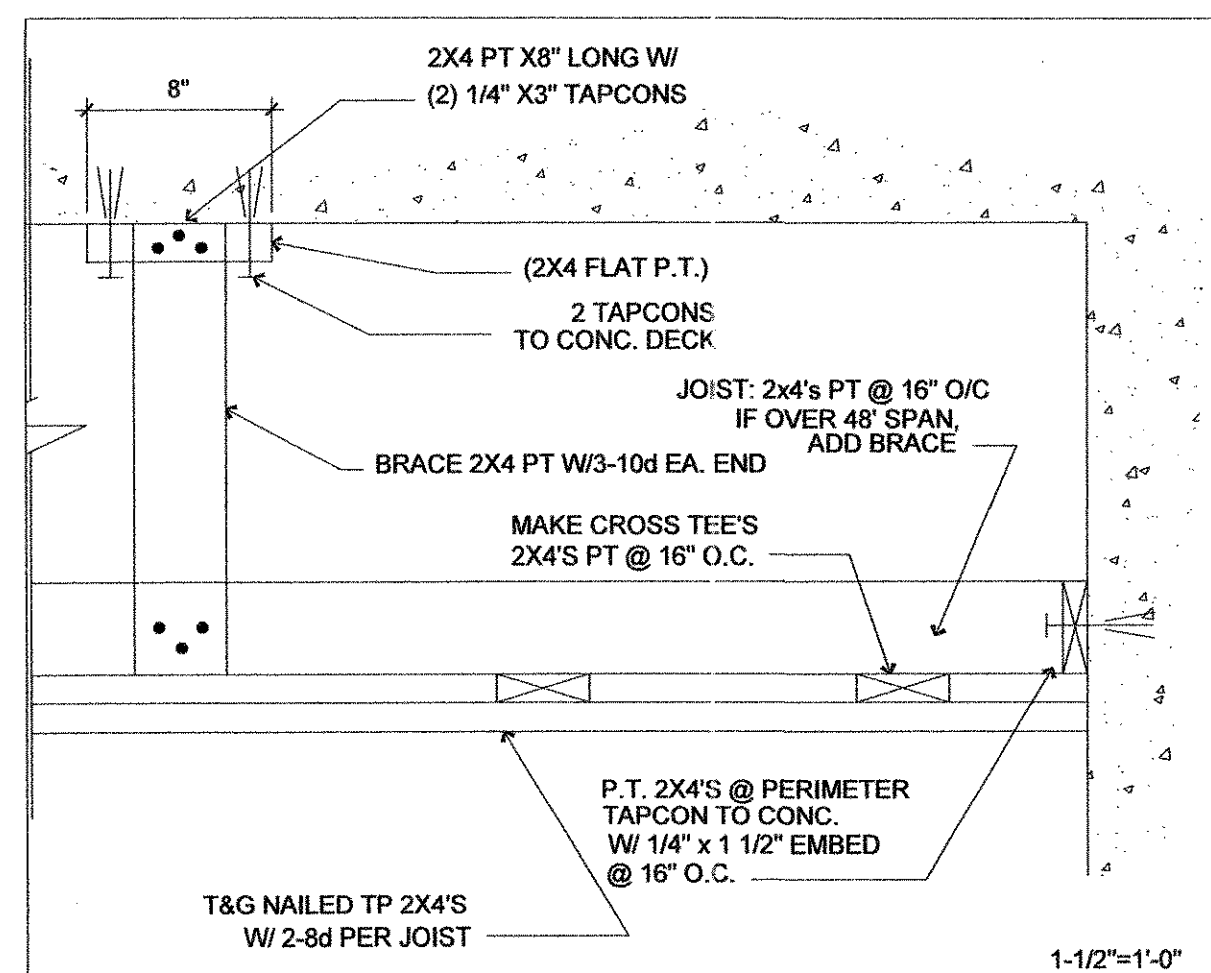 2X4 PT X8" LONG W/
(2) 1/4" X3" TAPCONS
8"
(2X4 FLAT P.T.)
2 TAPCONS
TO CONC. DECK
JOIST: 2x4's PT @ 16" O/C
IF OVER 48' SPAN,
ADD BRACE
BRACE 2X4 PT W/3-10d EA. END
MAKE CROSS TEE'S
2X4'S PT @ 16" O.C.
P.T. 2X4'S @ PERIMETER
TAPCON TO CONC.
W/ 1/4" x 1 1/2" EMBED
@ 16" O.C.
T&G NAILED TP 2X4'S
W/ 2-8d PER JOIST
1-1/2"=1'-0"